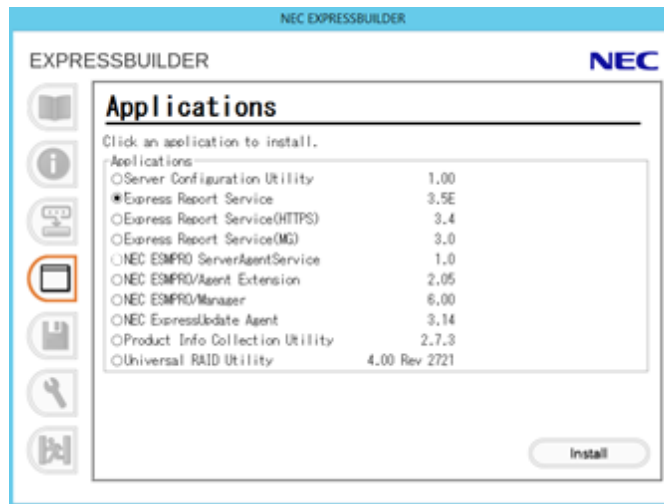 NEC EXPRESSBUILDER
EXPRESSBUILDER
NEC
Applications
Click an application to install.
Applications
Server Configuration Utility 1.00
Express Report Service 3.5E
Express Report Service(HTTPS) 3.4
Express Report Service(MG) 3.0
NEC ESMPRO ServerAgentService 1.0
NEC ESMPRO/Agent Extension 2.05
NEC ESMPRO/Manager 6.00
NEC ExpressUpdate Agent 3.14
Product Info Collection Utility 2.7.3
Universal RAID Utility 4.00 Rev 2721
Install